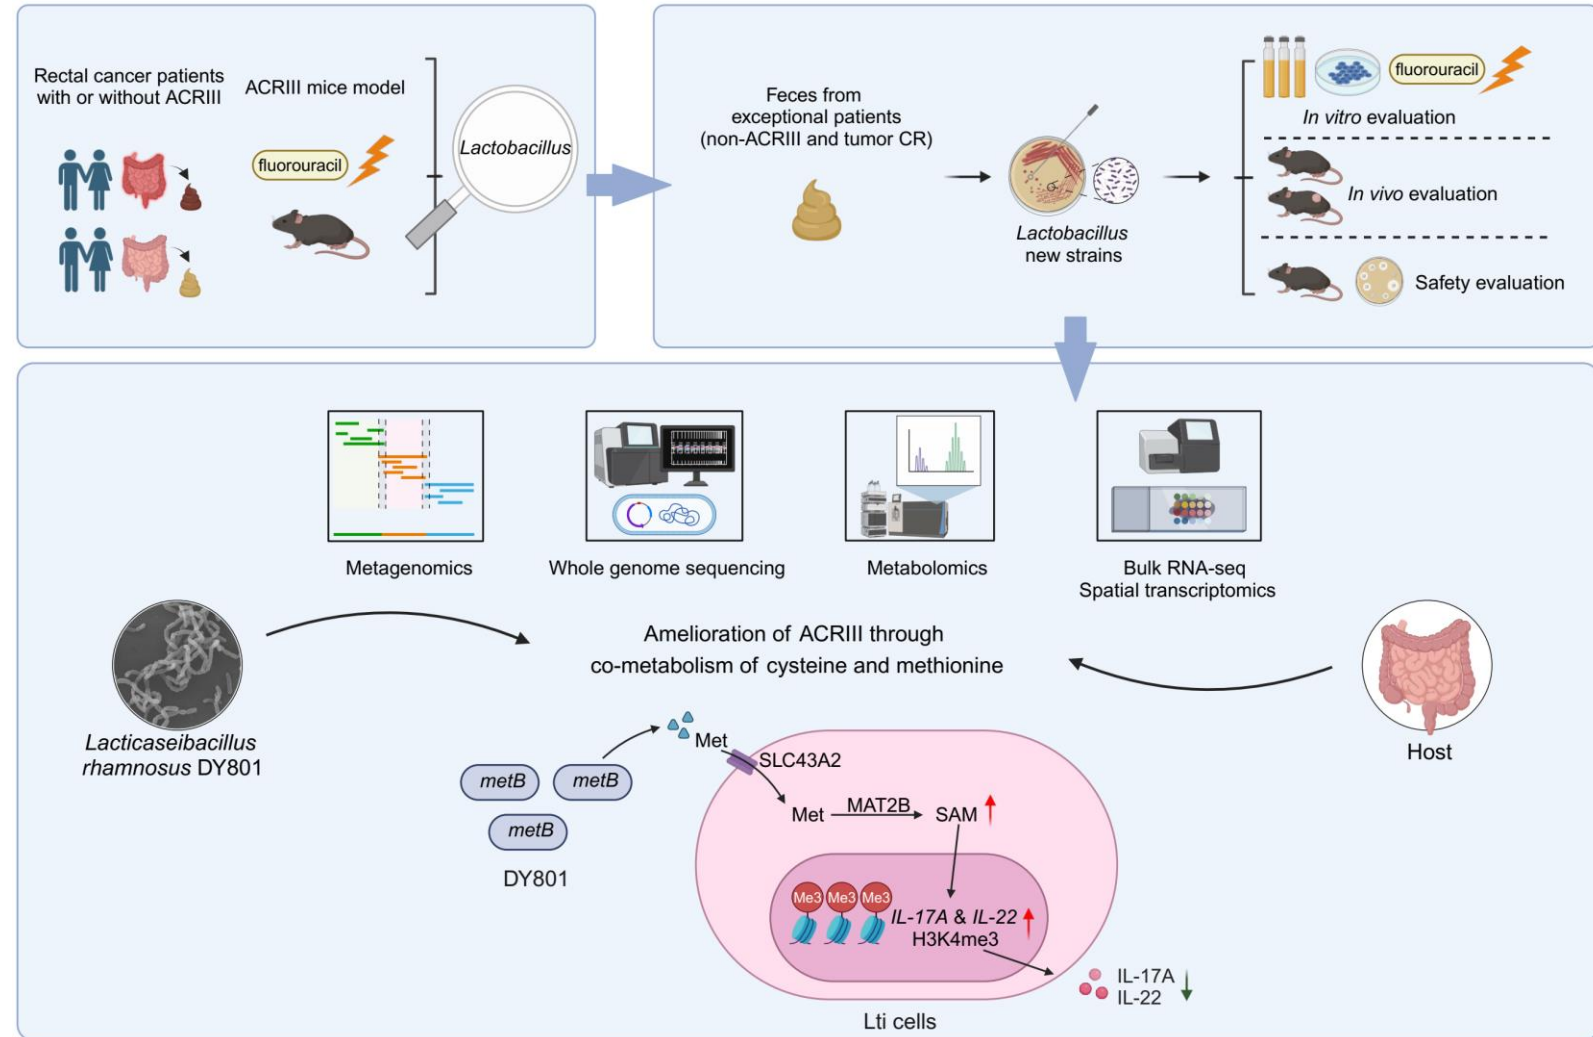 Rectal cancer patients
with or without ACRIII
ACRIII mice model
fluorouracil
Lactobacillus
Feces from
exceptional patients
(non-ACRIII and tumor CR)
Lactobacillus
new strains
fluorouracil
In vitro evaluation
In vivo evaluation
Safety evaluation
Metagenomics
Whole genome sequencing
Metabolomics
Bulk RNA-seq
Spatial transcriptomics
Lacticaseibacillus
rhamnosus DY801
Amelioration of ACRIII through
co-metabolism of cysteine and methionine
Host
metB
metB
metB
DY801
Met
SLC43A2
Met
MAT2B
SAM
Me3
Me3
Me3
IL-17A & IL-22
H3K4me3
IL-17A
IL-22
Lti cells